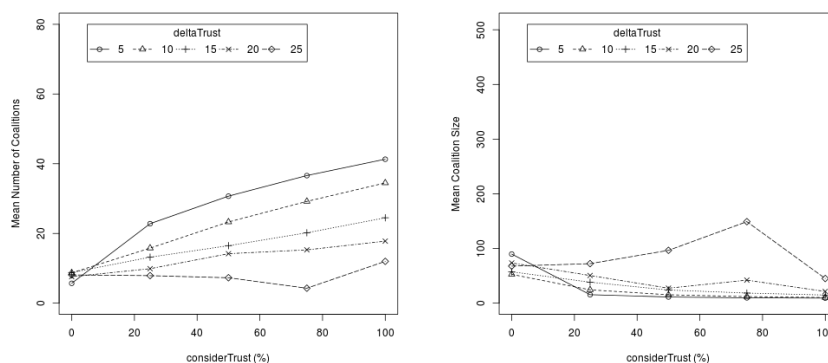 deltaTrust
5 10 15 20 25
Mean Number of Coalitions
80
60
40
20
0
0 20 40 60 80 100
considerTrust (%)
deltaTrust
5 10 15 20 25
Mean Coalition Size
500
400
300
200
100
0
0 20 40 60 80 100
considerTrust (%)